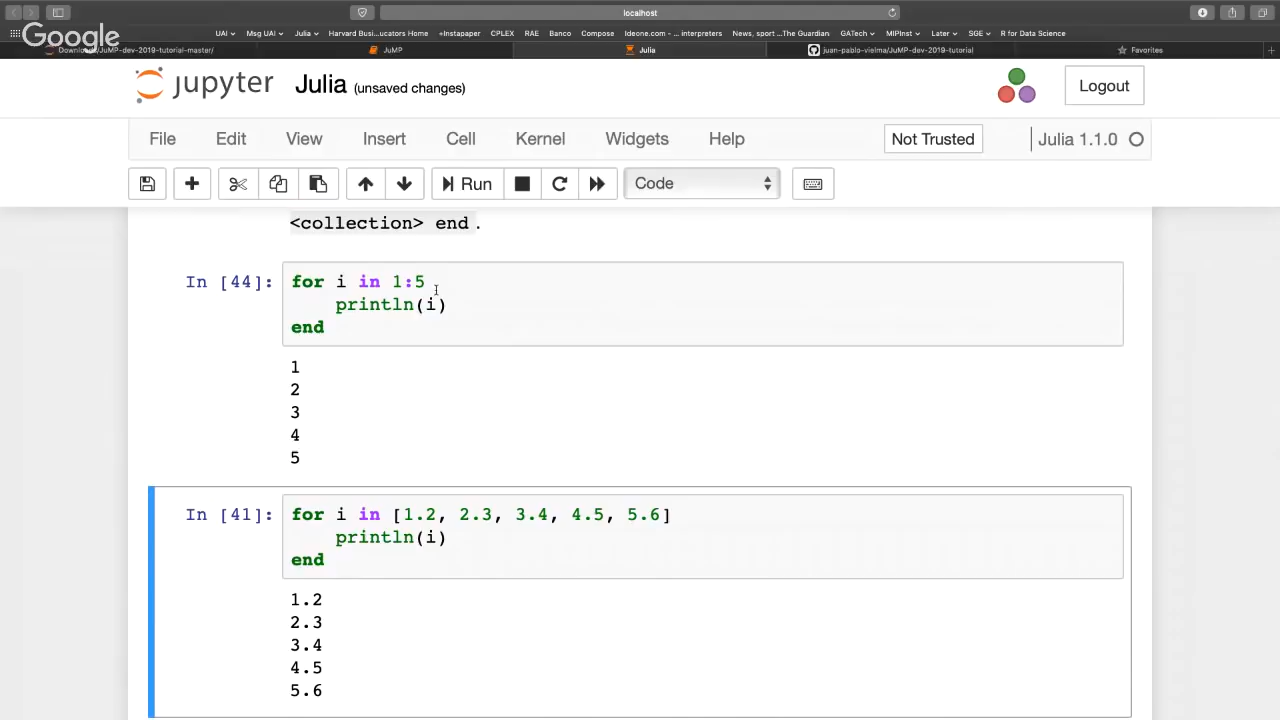 localhost
Google
UAI
Msg UAI
Julia
Harvard Busi...ucators Home
+Instapaper
CPLEX
RAE
Banco
Compose
Ideone.com - ... interpreters
News, sport ...The Guardian
GATech
MIPInst
Later
SGE
R for Data Science
Downloads/JuMP-dev-2019-tutorial-master/
JuMP
Julia
juan-pablo-vielma/JuMP-dev-2019-tutorial
Favorites
jupyter Julia (unsaved changes)
Logout
File Edit View Insert Cell Kernel Widgets Help
Not Trusted
Julia 1.1.0
Run
Code
<collection> end .
In [44]: for i in 1:5
println(i)
end
1
2
3
4
5
In [41]: for i in [1.2, 2.3, 3.4, 4.5, 5.6]
println(i)
end
1.2
2.3
3.4
4.5
5.6